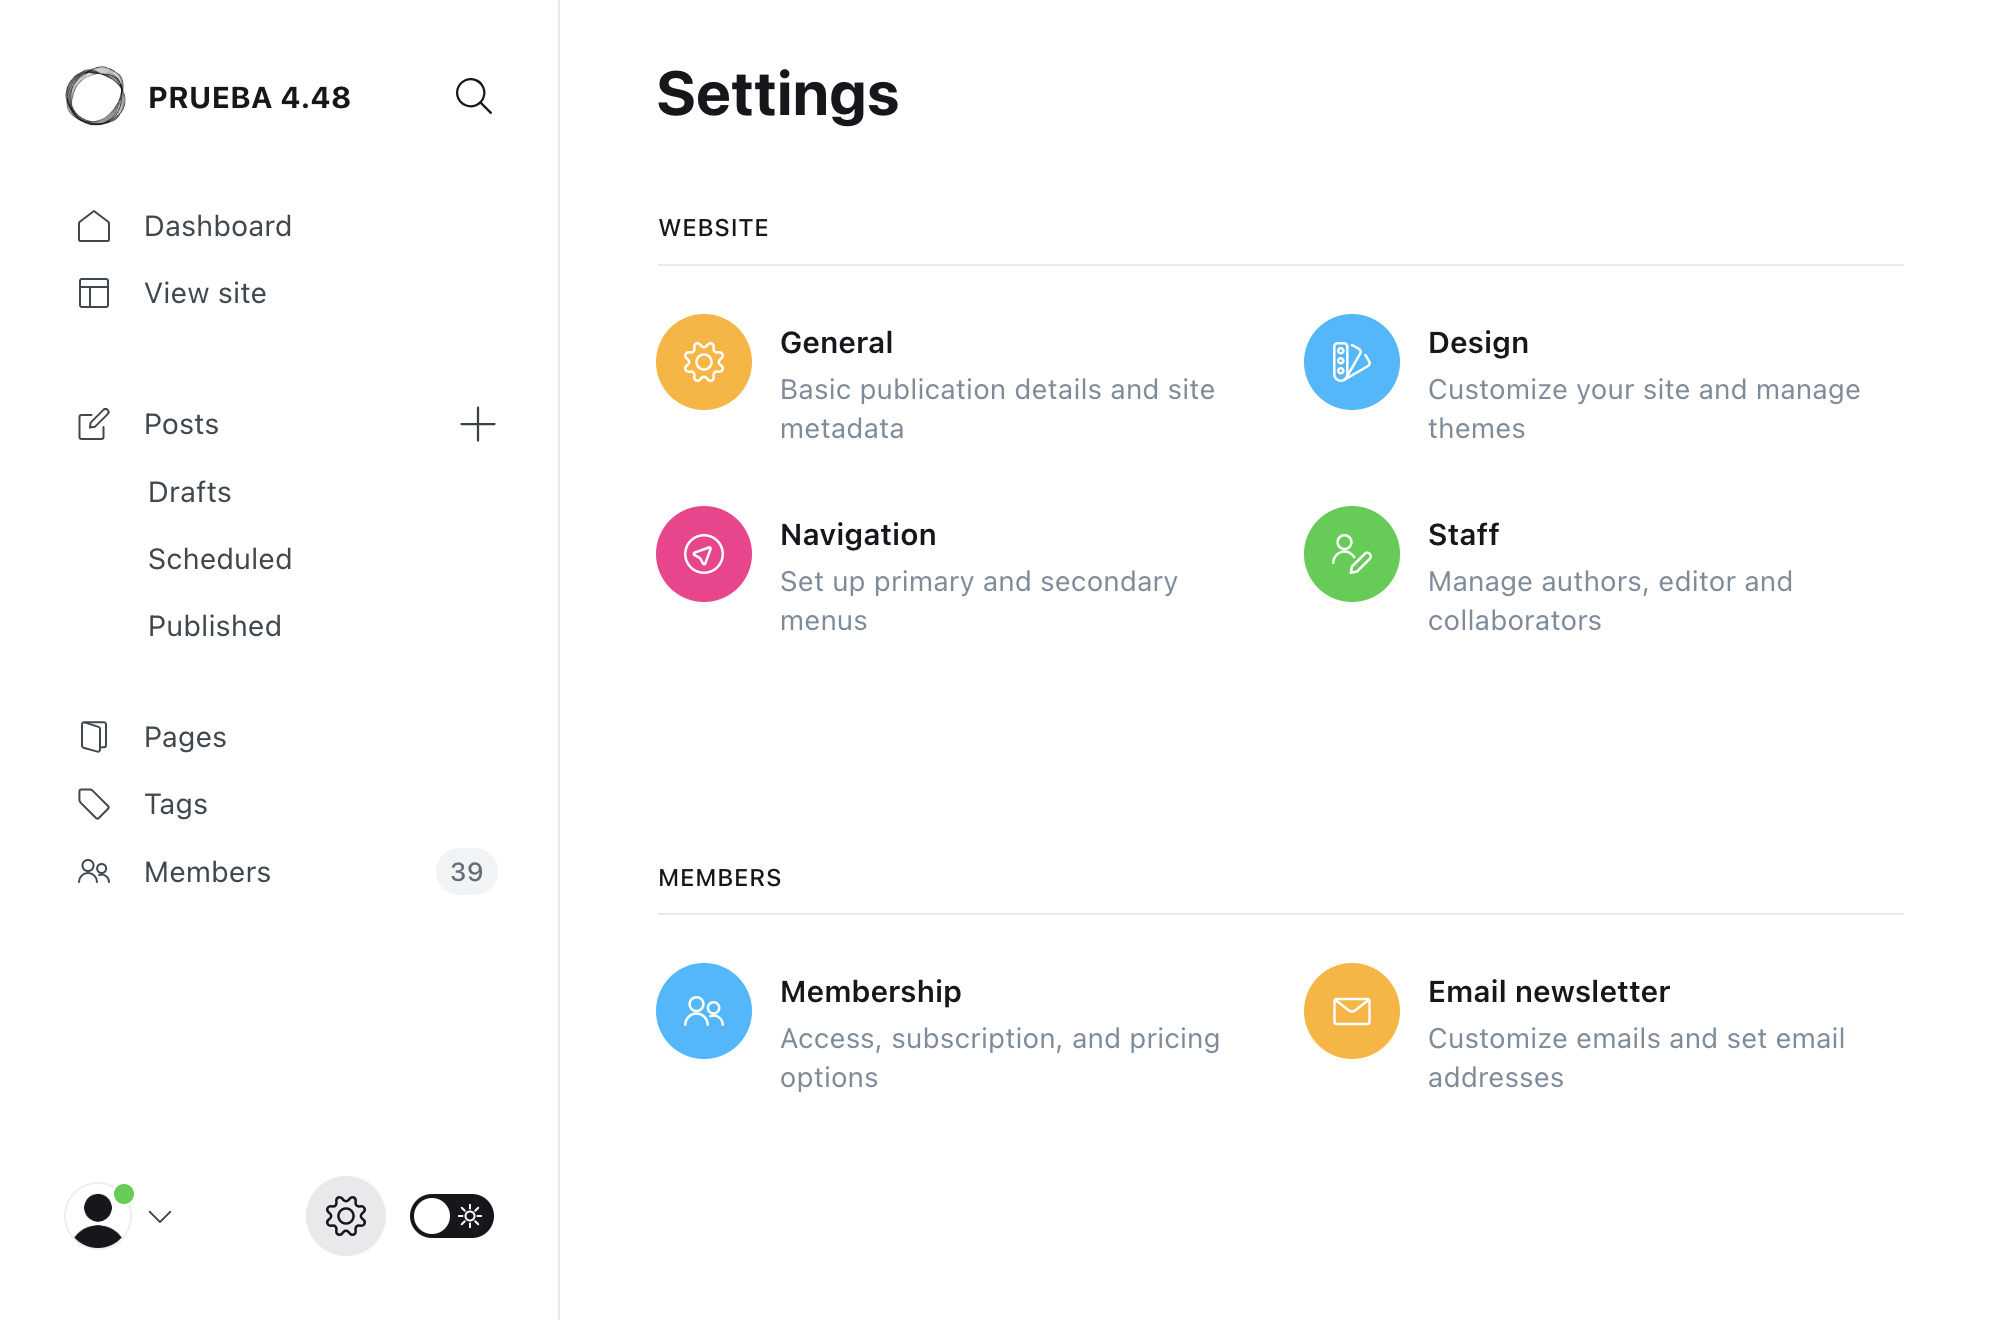 PRUEBA 4.48
Dashboard
View site
Posts
Drafts
Scheduled
Published
Pages
Tags
Members
39
Settings
WEBSITE
General
Basic publication details and site
metadata
Design
Customize your site and manage
themes
Navigation
Set up primary and secondary
menus
Staff
Manage authors, editor and
collaborators
MEMBERS
Membership
Access, subscription, and pricing
options
Email newsletter
Customize emails and set email
addresses